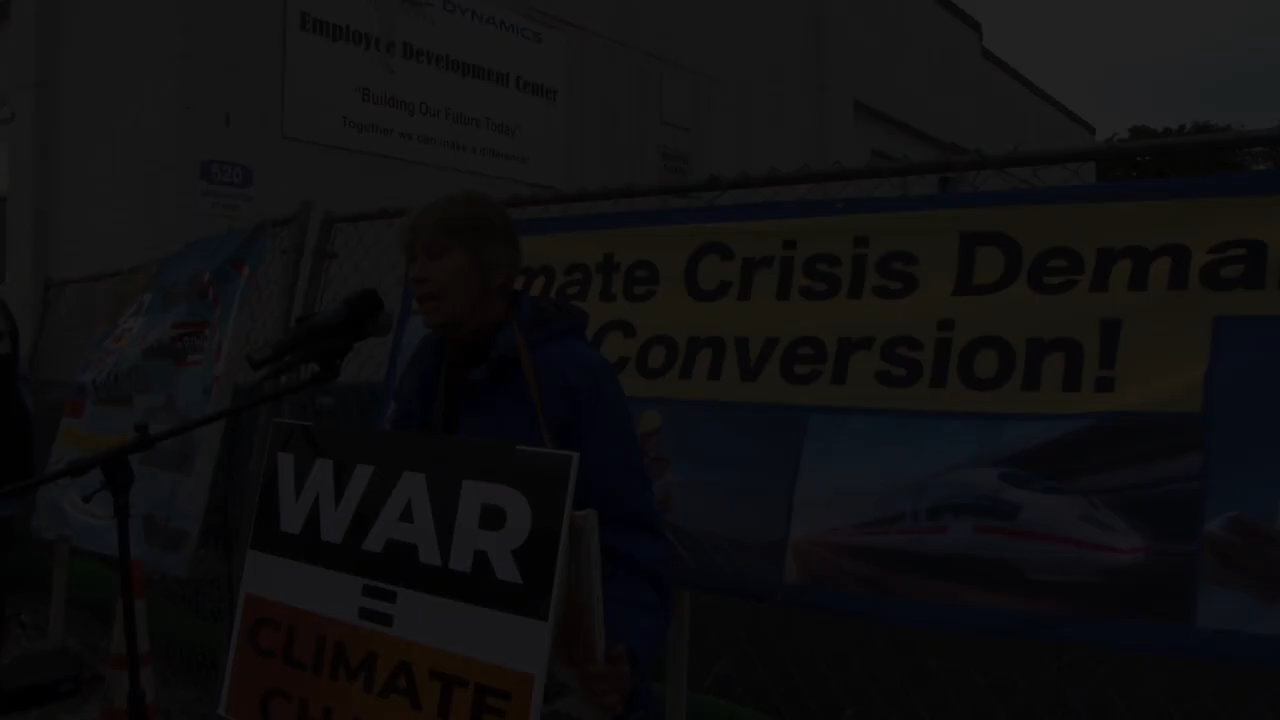 DYNAMICS
Employee Development Center
"Building Our Future Today"
Together we can make a difference!
520
mate Crisis Dema
Conversion!
WAR
=
CLIMATE